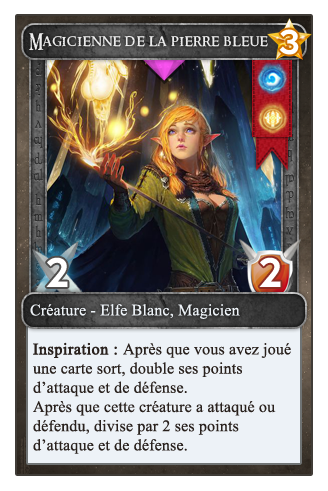 Magicienne de la pierre bleue
3
2
2
Créature - Elfe Blanc, Magicien
Inspiration : Après que vous avez joué
une carte sort, double ses points
d'attaque et de défense.
Après que cette créature a attaqué ou
défendu, divise par 2 ses points
d'attaque et de défense.